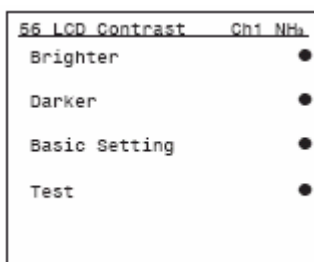 56 LCD Contrast Ch1 NH₃
Brighter
Darker
Basic Setting
Test